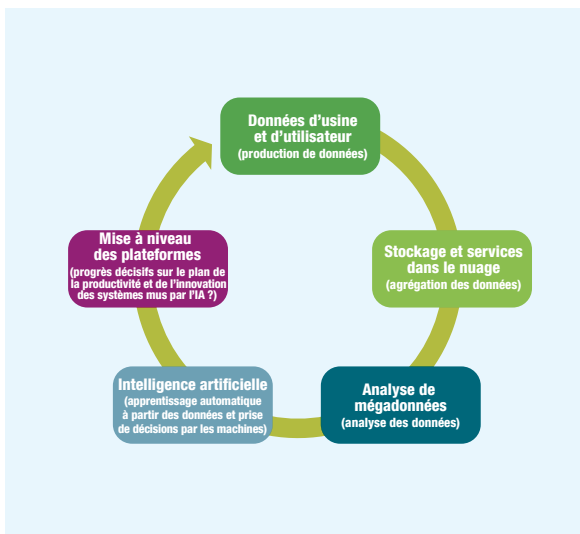 Données d'usine
et d'utilisateur
(production de données)
Stockage et services
dans le nuage
(agrégation des données)
Analyse de
mégadonnées
(analyse des données)
Intelligence artificielle
(apprentissage automatique
à partir des données et prise
de décisions par les machines)
Mise à niveau
des plateformes
(progrès décisifs sur le plan de
la productivité et de l'innovation
des systèmes mus par l'IA ?)